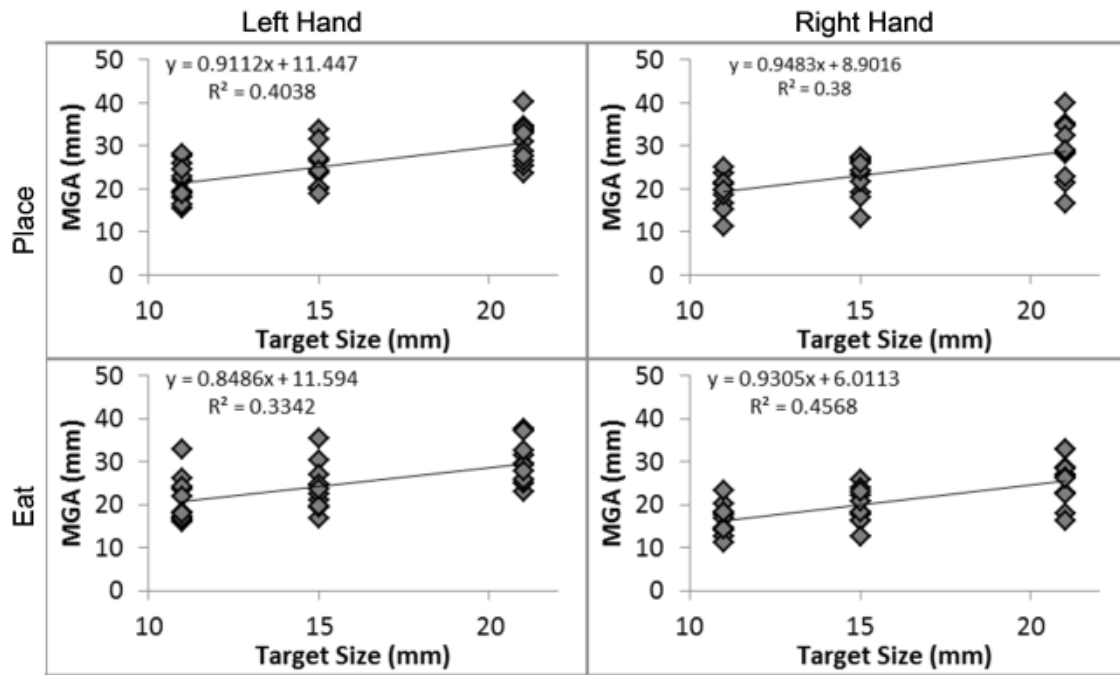 Left Hand
Right Hand
Place
MGA (mm)
50
40
30
20
10
0
y = 0.9112x + 11.447
R² = 0.4038
10
15
20
Target Size (mm)
MGA (mm)
50
40
30
20
10
0
y = 0.9483x + 8.9016
R² = 0.38
10
15
20
Target Size (mm)
Eat
MGA (mm)
50
40
30
20
10
0
y = 0.8486x + 11.594
R² = 0.3342
10
15
20
Target Size (mm)
MGA (mm)
50
40
30
20
10
0
y = 0.9305x + 6.0113
R² = 0.4568
10
15
20
Target Size (mm)